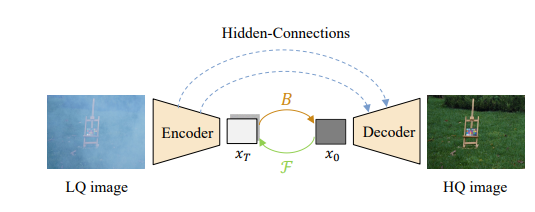 Hidden-Connections
B
Encoder
Decoder
x_T
x_0
ℱ
LQ image
HQ image